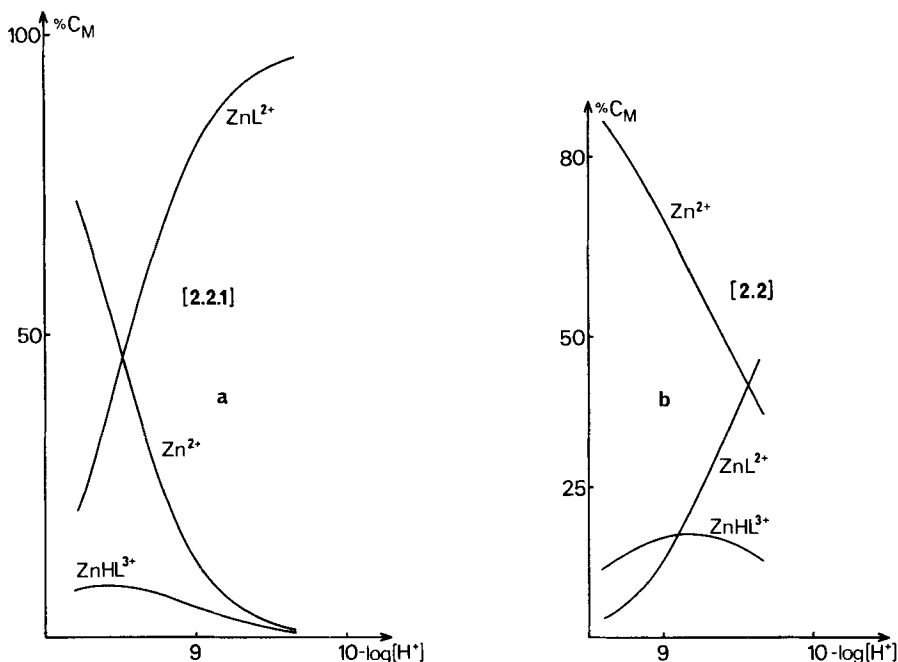 100
%C_M
ZnL²⁺
[2.2.1]
50
a
Zn²⁺
ZnHL³⁺
9
10 -log[H⁺]
%C_M
80
Zn²⁺
[2.2]
50
b
ZnL²⁺
25
ZnHL³⁺
9
10 -log[H⁺]